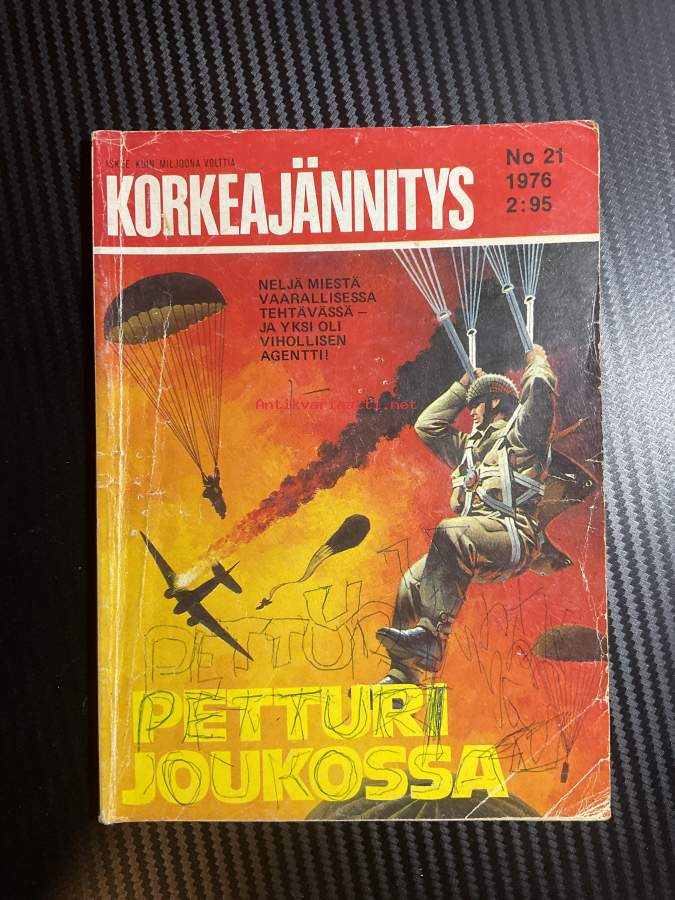 ISKEE KUIN MILJOONA VOLTTIA
KORKEAJÄNNITYS
No 21
1976
2:95
NELJÄ MIESTÄ
VAARALLISESSA
TEHTÄVÄSSÄ –
JA YKSI OLI
VIHOLLISEN
AGENTTI!
Antikvariaatti.net
PETTURI
PETTURI
JOUKOSSA